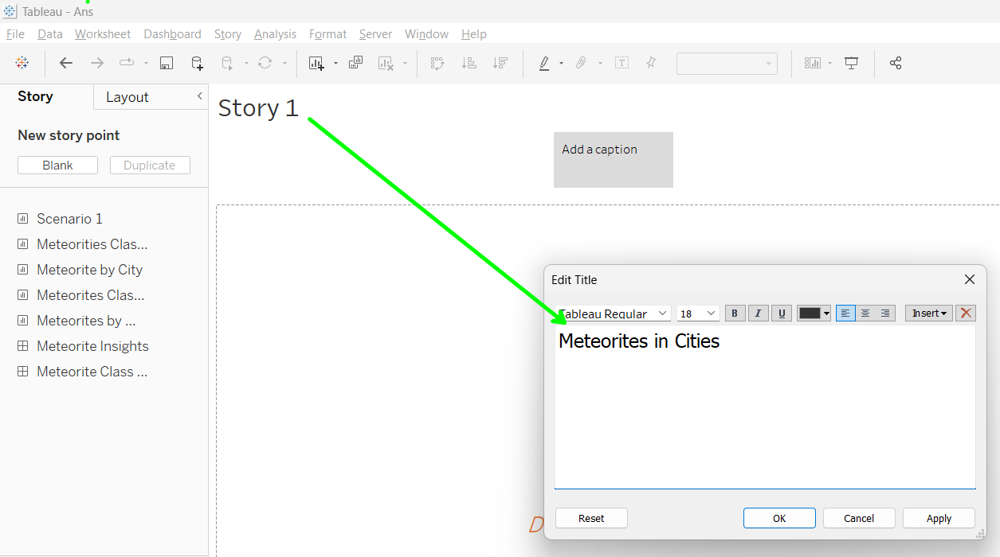 Tableau - Ans
File Data Worksheet Dashboard Story Analysis Format Server Window Help
Story Layout
New story point
Blank Duplicate
Scenario 1
Meteorities Clas...
Meteorite by City
Meteorites Clas...
Meteorites by ...
Meteorite Insights
Meteorite Class ...
Story 1
Add a caption
Edit Title
Tableau Regular 18 B I U Insert
Meteorites in Cities
D
Reset OK Cancel Apply